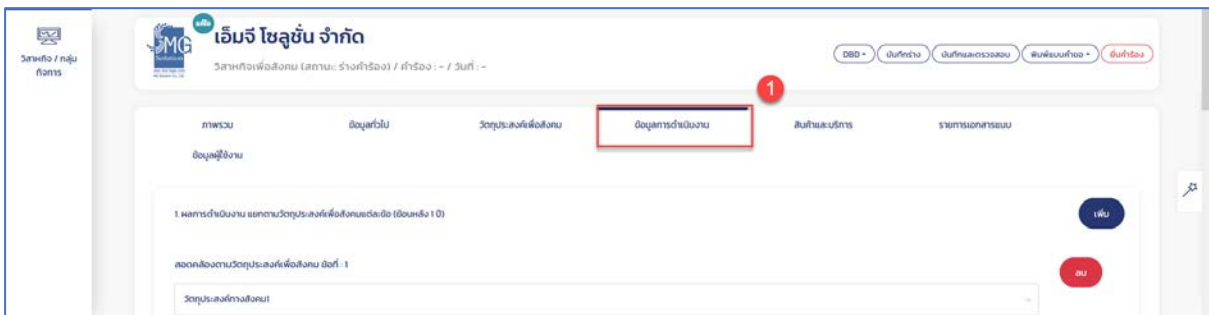 วิสาหกิจ / กลุ่ม
กิจการ
SMG
แก้ไข
เอ็มจี โซลูชั่น จำกัด
วิสาหกิจเพื่อสังคม (สถานะ: ร่างคำร้อง) / คำร้อง : - / วันที่ : -
DBD
บันทึกร่าง
บันทึกและตรวจสอบ
พิมพ์แบบคำขอ
ยื่นคำร้อง
1
ภาพรวม
ข้อมูลทั่วไป
วัตถุประสงค์เพื่อสังคม
ข้อมูลการดำเนินงาน
สินค้าและบริการ
รายการเอกสารแนบ
ข้อมูลผู้ใช้งาน
1. ผลการดำเนินงาน แยกตามวัตถุประสงค์เพื่อสังคมแต่ละข้อ (ย้อนหลัง 1 ปี)
เพิ่ม
สอดคล้องตามวัตถุประสงค์เพื่อสังคม ข้อที่ : 1
ลบ
วัตถุประสงค์ทางสังคม1